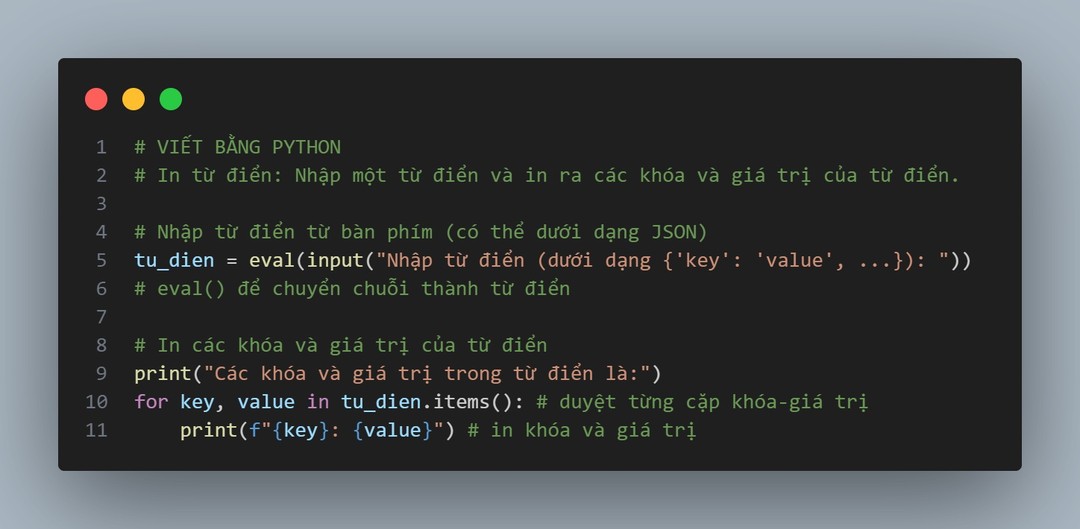 1 # VIẾT BẰNG PYTHON
2 # In từ điển: Nhập một từ điển và in ra các khóa và giá trị của từ điển.
3
4 # Nhập từ điển từ bàn phím (có thể dưới dạng JSON)
5 tu_dien = eval(input("Nhập từ điển (dưới dạng {'key': 'value', ...}): "))
6 # eval() để chuyển chuỗi thành từ điển
7
8 # In các khóa và giá trị của từ điển
9 print("Các khóa và giá trị trong từ điển là:")
10 for key, value in tu_dien.items(): # duyệt từng cặp khóa-giá trị
11     print(f"{key}: {value}") # in khóa và giá trị